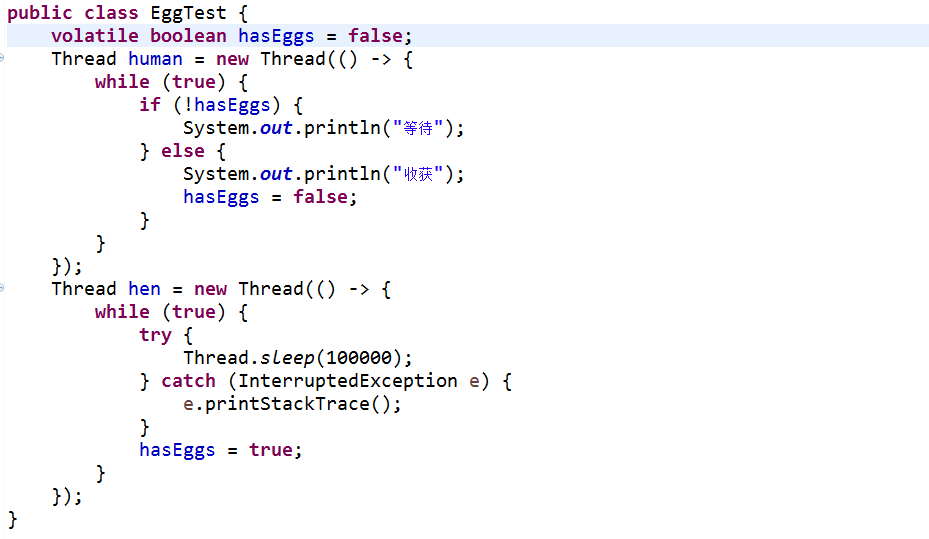 public class EggTest {
    volatile boolean hasEggs = false;
    Thread human = new Thread(() -> {
        while (true) {
            if (!hasEggs) {
                System.out.println("等待");
            } else {
                System.out.println("收获");
                hasEggs = false;
            }
        }
    });
    Thread hen = new Thread(() -> {
        while (true) {
            try {
                Thread.sleep(100000);
            } catch (InterruptedException e) {
                e.printStackTrace();
            }
            hasEggs = true;
        }
    });
}